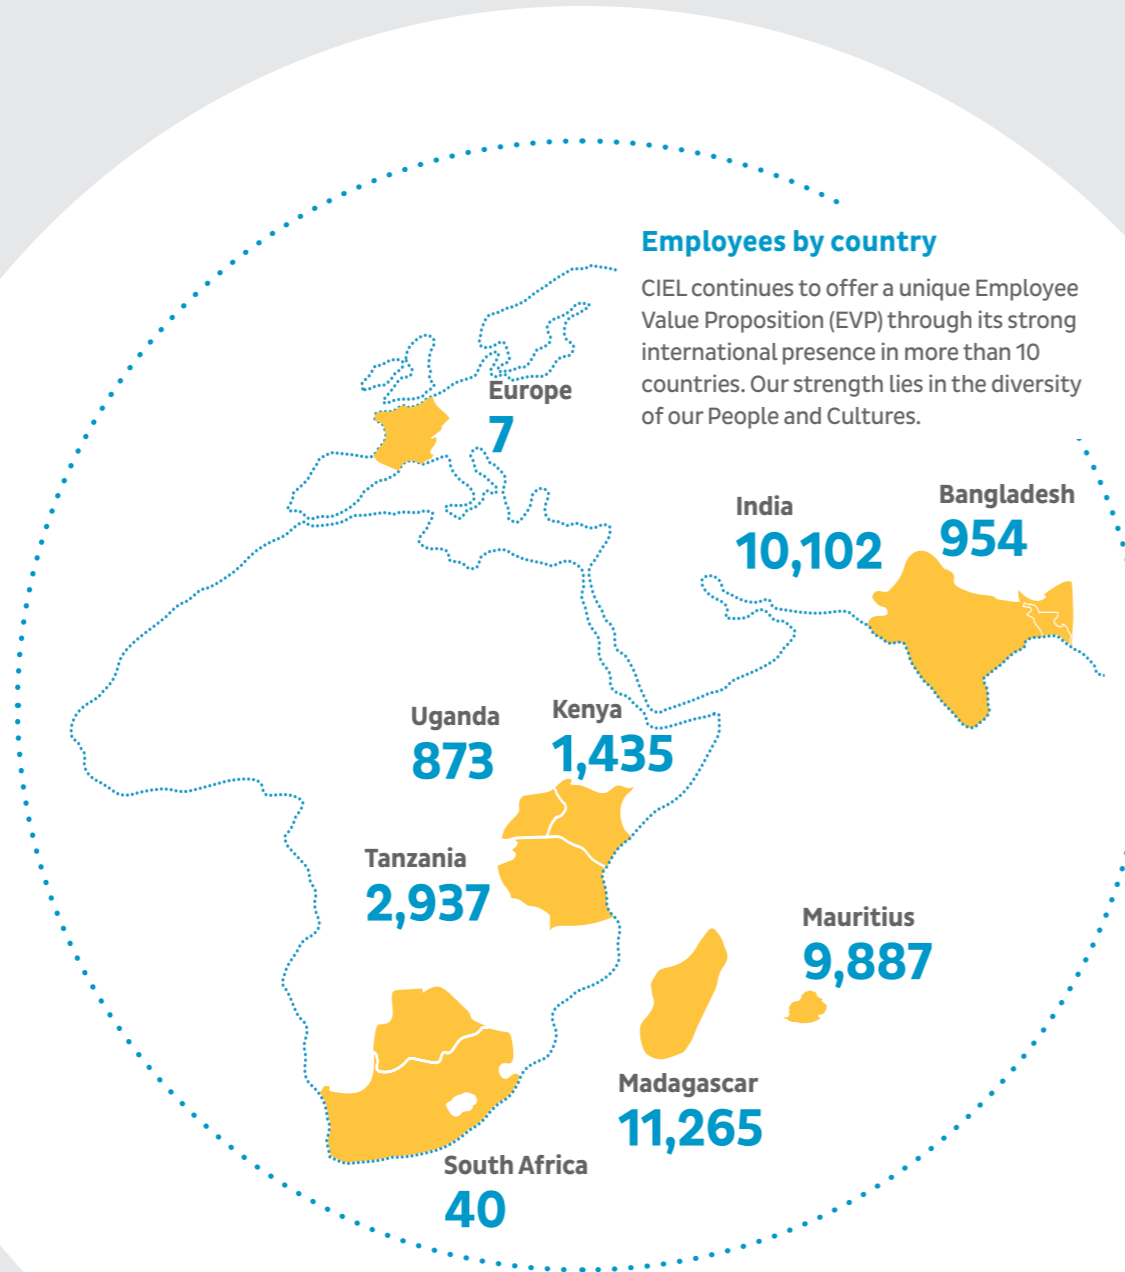 Employees by country
CIEL continues to offer a unique Employee
Value Proposition (EVP) through its strong
international presence in more than 10
countries. Our strength lies in the diversity
of our People and Cultures.
Europe
7
India
10,102
Bangladesh
954
Uganda
873
Kenya
1,435
Tanzania
2,937
Mauritius
9,887
Madagascar
11,265
South Africa
40